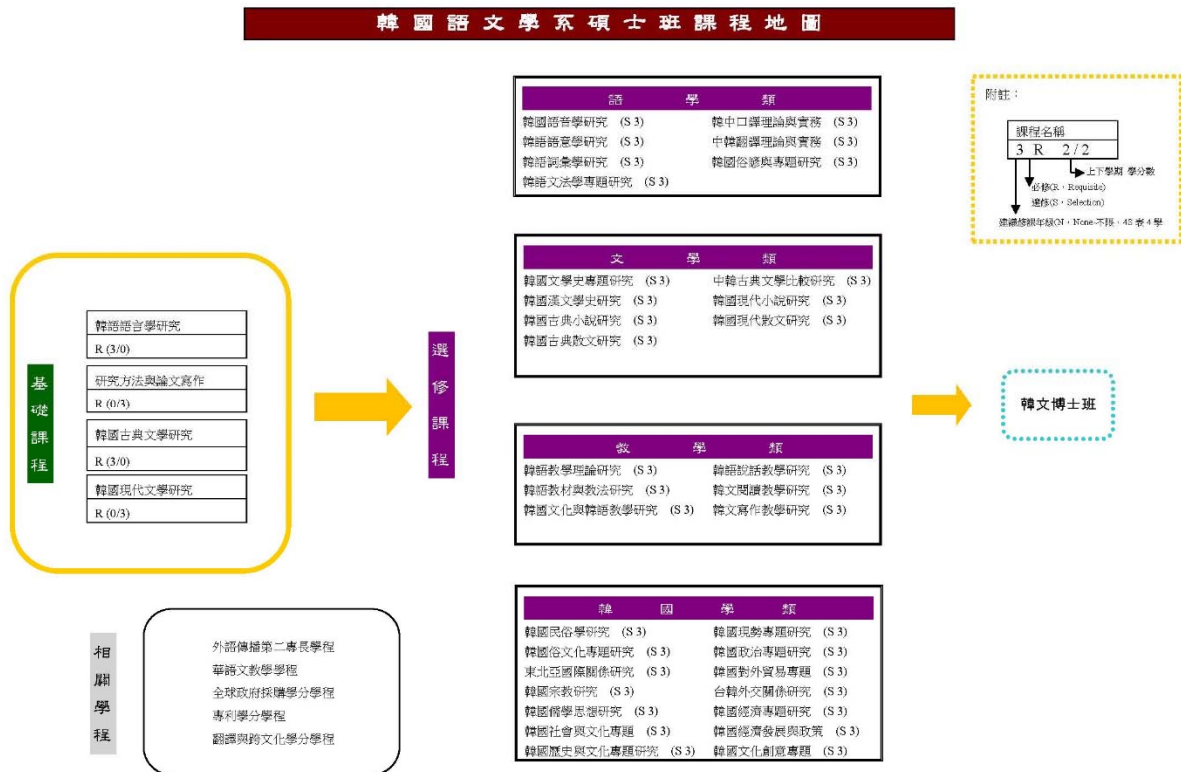 韓國語文學系碩士班課程地圖
語學類
韓國語音學研究 (S 3)
韓中口譯理論與實務 (S 3)
韓語語意學研究 (S 3)
中韓翻譯理論與實務 (S 3)
韓語詞彙學研究 (S 3)
韓國俗諺與專題研究 (S 3)
韓語文法學專題研究 (S 3)
附註:
課程名稱
3 R 2/2
上下學期 學分數
必修(R,Requisite)
選修(S,Selection)
建議修課年級(N,None-不限,4S 表 4 學
基礎課程
韓語語言學研究
R (3/0)
研究方法與論文寫作
R (0/3)
韓國古典文學研究
R (3/0)
韓國現代文學研究
R (0/3)
選修課程
文學類
韓國文學史專題研究 (S 3)
中韓古典文學比較研究 (S 3)
韓國漢文學史研究 (S 3)
韓國現代小說研究 (S 3)
韓國古典小說研究 (S 3)
韓國現代散文研究 (S 3)
韓國古典散文研究 (S 3)
教學類
韓語教學理論研究 (S 3)
韓語說話教學研究 (S 3)
韓語教材與教法研究 (S 3)
韓文閱讀教學研究 (S 3)
韓國文化與韓語教學研究 (S 3)
韓文寫作教學研究 (S 3)
韓文博士班
韓國學類
韓國民俗學研究 (S 3)
韓國現勢專題研究 (S 3)
韓國俗文化專題研究 (S 3)
韓國政治專題研究 (S 3)
東北亞國際關係研究 (S 3)
韓國對外貿易專題 (S 3)
韓國宗教研究 (S 3)
台韓外交關係研究 (S 3)
韓國儒學思想研究 (S 3)
韓國經濟專題研究 (S 3)
韓國社會與文化專題 (S 3)
韓國經濟發展與政策 (S 3)
韓國歷史與文化專題研究 (S 3)
韓國文化創意專題 (S 3)
相關學程
外語傳播第二專長學程
華語文教學學程
全球政府採購學分學程
專利學分學程
翻譯與跨文化學分學程